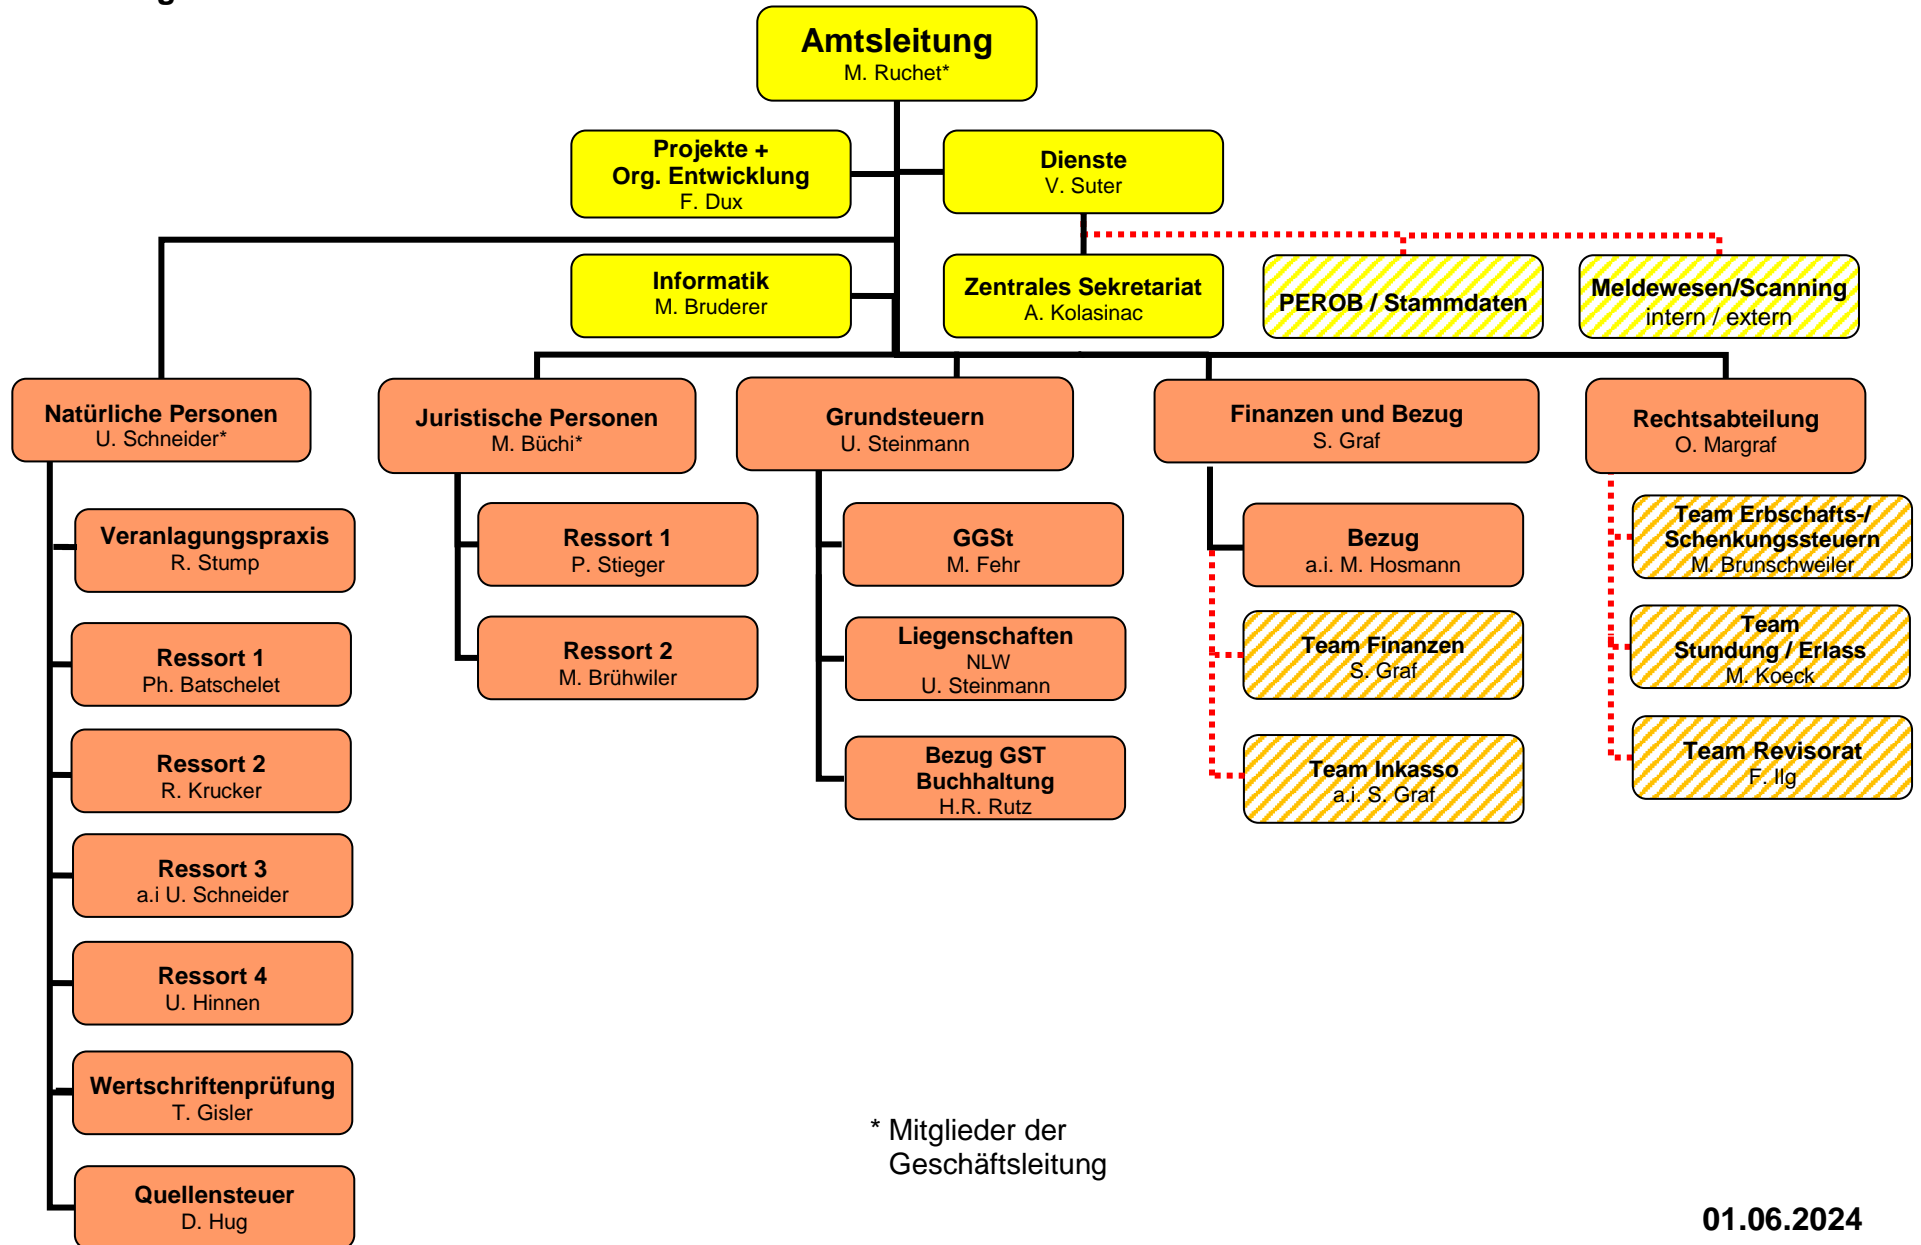 Amtsleitung
M. Ruchet*
Projekte +
Org. Entwicklung
F. Dux
Dienste
V. Suter
Informatik
M. Bruderer
Zentrales Sekretariat
A. Kolasinac
PEROB / Stammdaten
Meldewesen/Scanning
intern / extern
Natürliche Personen
U. Schneider*
Juristische Personen
M. Büchi*
Grundsteuern
U. Steinmann
Finanzen und Bezug
S. Graf
Rechtsabteilung
O. Margraf
Veranlagungspraxis
R. Stump
Ressort 1
Ph. Batschelet
Ressort 2
R. Krucker
Ressort 3
a.i U. Schneider
Ressort 4
U. Hinnen
Wertschriftenprüfung
T. Gisler
Quellensteuer
D. Hug
Ressort 1
P. Stieger
Ressort 2
M. Brühwiler
GGSt
M. Fehr
Liegenschaften
NLW
U. Steinmann
Bezug GST
Buchhaltung
H.R. Rutz
Bezug
a.i. M. Hosmann
Team Finanzen
S. Graf
Team Inkasso
a.i. S. Graf
Team Erbschafts-/
Schenkungssteuern
M. Brunschweiler
Team
Stundung / Erlass
M. Koeck
Team Revisorat
F. Ilg
* Mitglieder der
Geschäftsleitung
01.06.2024